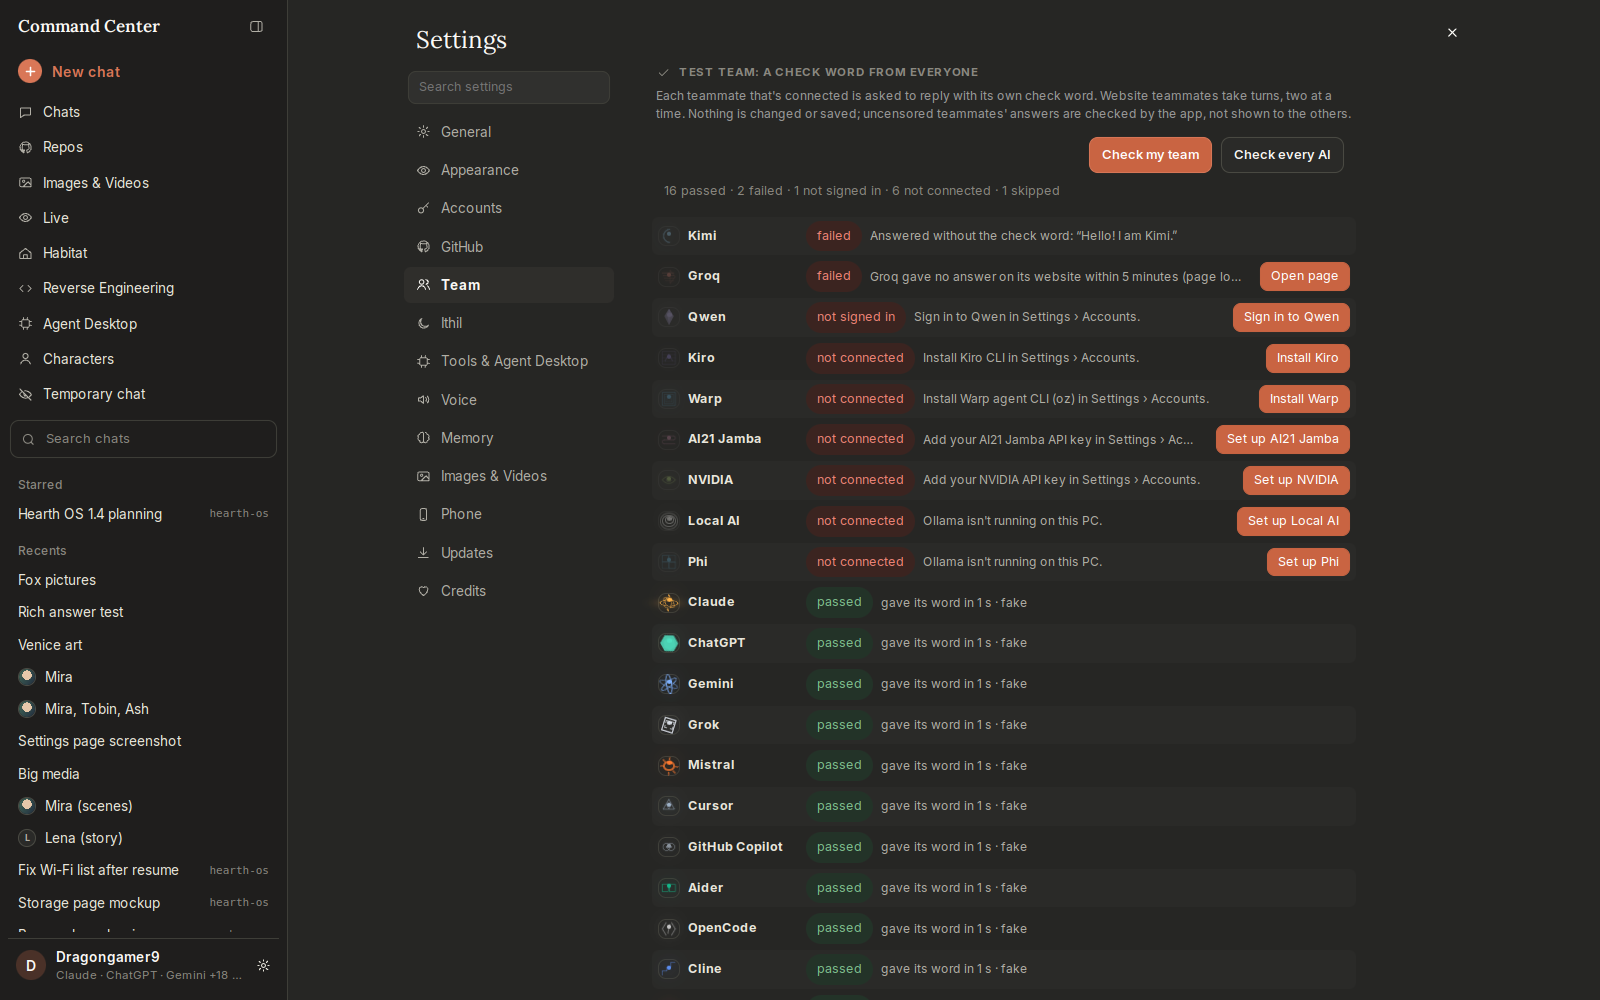 Command Center
New chat
Chats
Repos
Images & Videos
Live
Habitat
Reverse Engineering
Agent Desktop
Characters
Temporary chat
Search chats
Starred
Hearth OS 1.4 planning hearth-os
Recents
Fox pictures
Rich answer test
Venice art
Mira
Mira, Tobin, Ash
Settings page screenshot
Big media
Mira (scenes)
L Lena (story)
Fix Wi-Fi list after resume hearth-os
Storage page mockup hearth-os
D Dragongamer9
Claude · ChatGPT · Gemini +18 ...
Settings
Search settings
General
Appearance
Accounts
GitHub
Team
Ithil
Tools & Agent Desktop
Voice
Memory
Images & Videos
Phone
Updates
Credits
TEST TEAM: A CHECK WORD FROM EVERYONE
Each teammate that's connected is asked to reply with its own check word. Website teammates take turns, two at a
time. Nothing is changed or saved; uncensored teammates' answers are checked by the app, not shown to the others.
Check my team Check every AI
16 passed · 2 failed · 1 not signed in · 6 not connected · 1 skipped
Kimi failed Answered without the check word: “Hello! I am Kimi.”
Groq failed Groq gave no answer on its website within 5 minutes (page lo... Open page
Qwen not signed in Sign in to Qwen in Settings › Accounts. Sign in to Qwen
Kiro not connected Install Kiro CLI in Settings › Accounts. Install Kiro
Warp not connected Install Warp agent CLI (oz) in Settings › Accounts. Install Warp
AI21 Jamba not connected Add your AI21 Jamba API key in Settings › Ac... Set up AI21 Jamba
NVIDIA not connected Add your NVIDIA API key in Settings › Accounts. Set up NVIDIA
Local AI not connected Ollama isn't running on this PC. Set up Local AI
Phi not connected Ollama isn't running on this PC. Set up Phi
Claude passed gave its word in 1 s · fake
ChatGPT passed gave its word in 1 s · fake
Gemini passed gave its word in 1 s · fake
Grok passed gave its word in 1 s · fake
Mistral passed gave its word in 1 s · fake
Cursor passed gave its word in 1 s · fake
GitHub Copilot passed gave its word in 1 s · fake
Aider passed gave its word in 1 s · fake
OpenCode passed gave its word in 1 s · fake
Cline passed gave its word in 1 s · fake